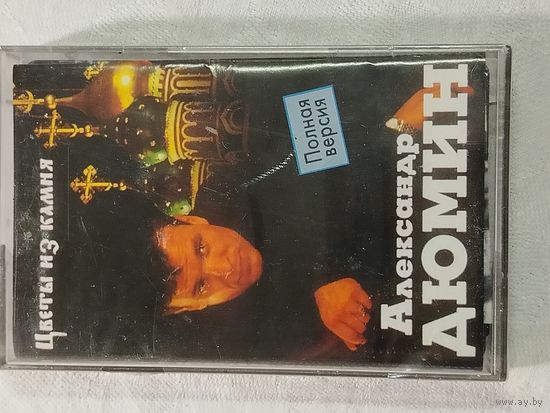 Александр
ДЮМИН
Полная
версия
Цветы из камня
www.ay.by